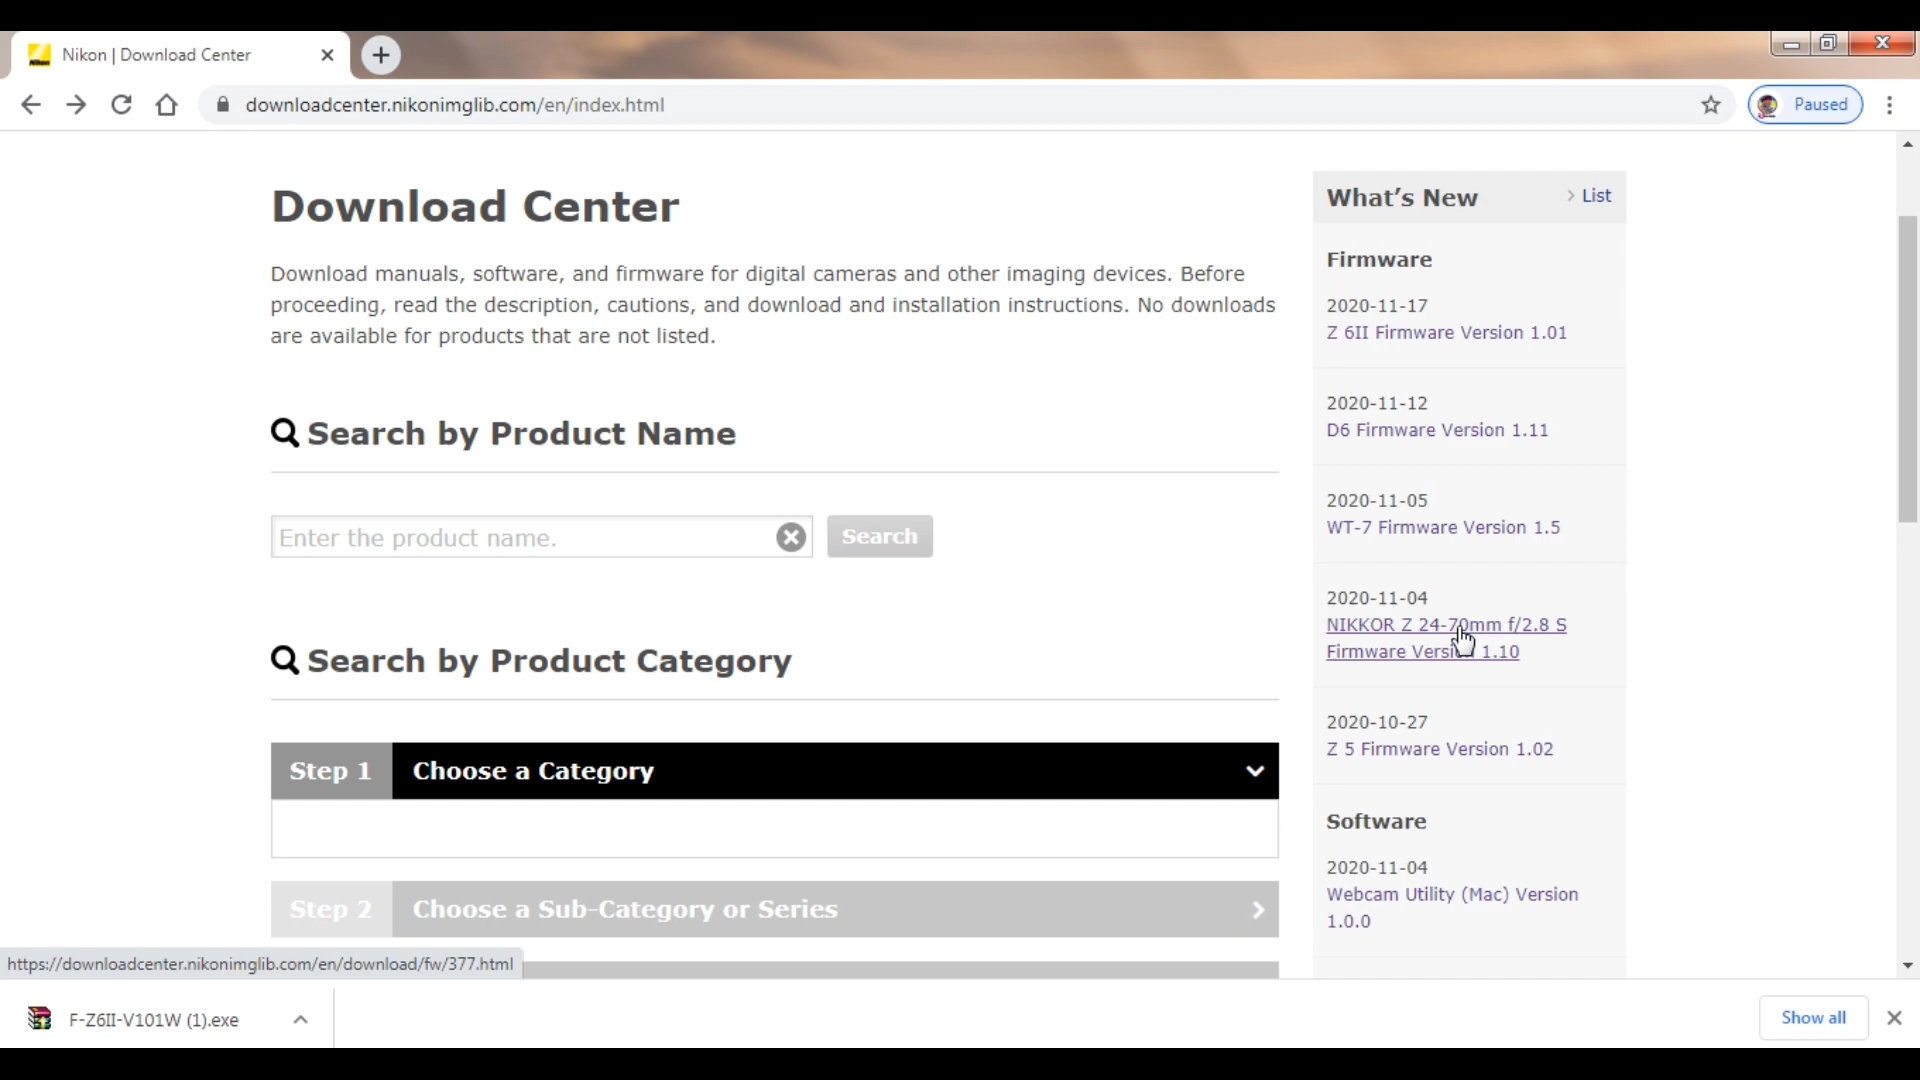 Nikon | Download Center
downloadcenter.nikonimglib.com/en/index.html
Paused
Download Center
Download manuals, software, and firmware for digital cameras and other imaging devices. Before
proceeding, read the description, cautions, and download and installation instructions. No downloads
are available for products that are not listed.
Search by Product Name
Enter the product name.
Search
Search by Product Category
Step 1
Choose a Category
Step 2
Choose a Sub-Category or Series
What's New
List
Firmware
2020-11-17
Z 6II Firmware Version 1.01
2020-11-12
D6 Firmware Version 1.11
2020-11-05
WT-7 Firmware Version 1.5
2020-11-04
NIKKOR Z 24-70mm f/2.8 S
Firmware Version 1.10
2020-10-27
Z 5 Firmware Version 1.02
Software
2020-11-04
Webcam Utility (Mac) Version
1.0.0
https://downloadcenter.nikonimglib.com/en/download/fw/377.html
F-Z6II-V101W (1).exe
Show all